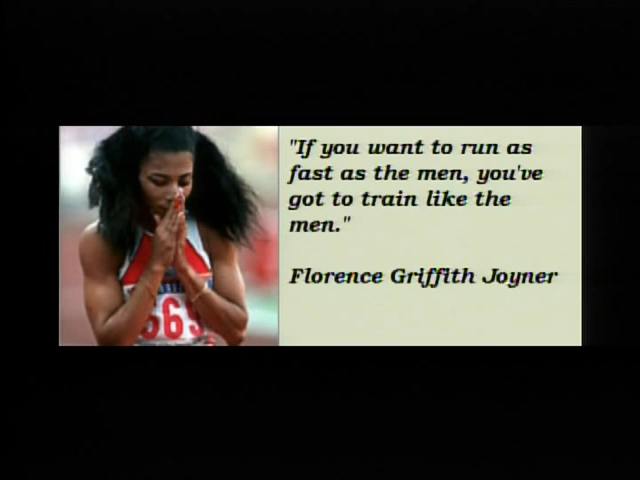 "If you want to run as
fast as the men, you've
got to train like the
men."
Florence Griffith Joyner
563